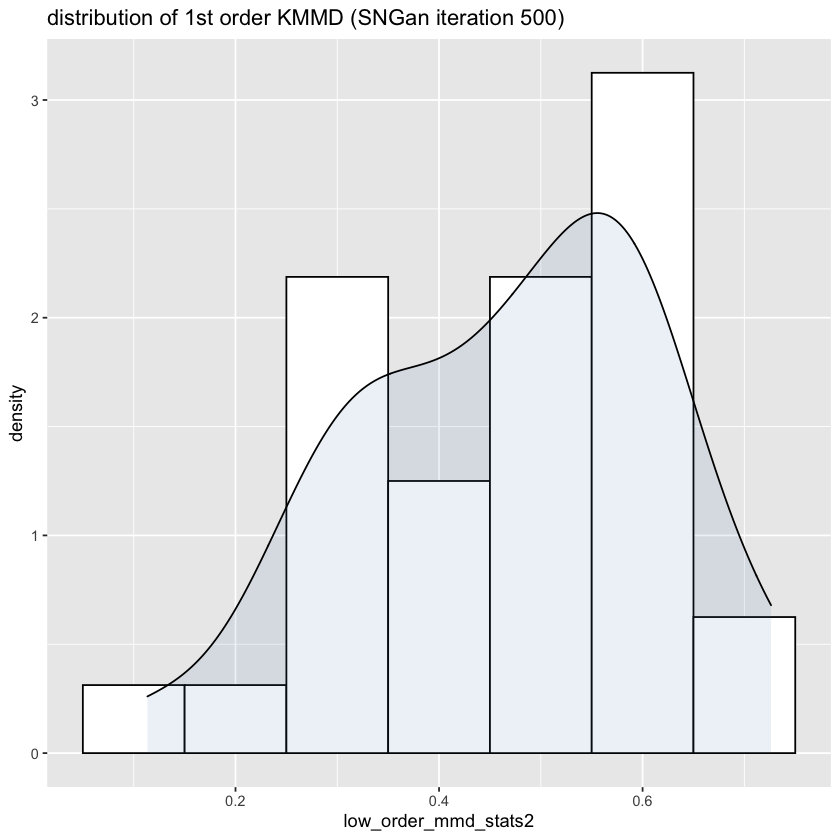 distribution of 1st order KMMD (SNGan iteration 500)
3
2
1
0
density
0.2 0.4 0.6
low_order_mmd_stats2